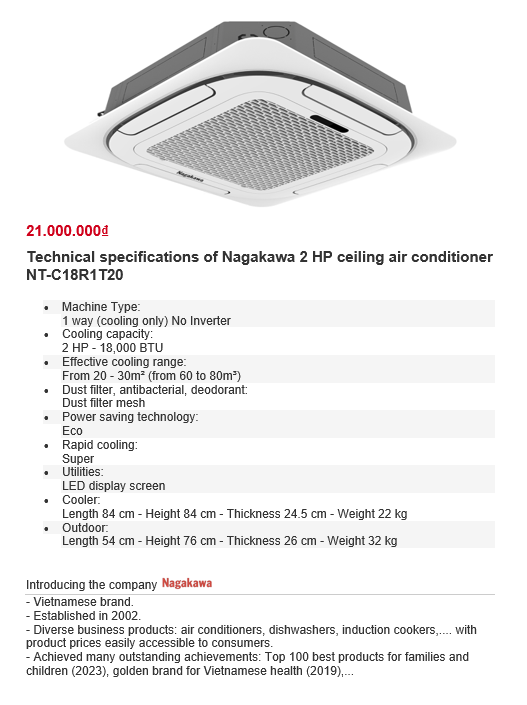 Nagakawa
21.000.000₫
Technical specifications of Nagakawa 2 HP ceiling air conditioner
NT-C18R1T20
• Machine Type:
1 way (cooling only) No Inverter
• Cooling capacity:
2 HP - 18,000 BTU
• Effective cooling range:
From 20 - 30m² (from 60 to 80m³)
• Dust filter, antibacterial, deodorant:
Dust filter mesh
• Power saving technology:
Eco
• Rapid cooling:
Super
• Utilities:
LED display screen
• Cooler:
Length 84 cm - Height 84 cm - Thickness 24.5 cm - Weight 22 kg
• Outdoor:
Length 54 cm - Height 76 cm - Thickness 26 cm - Weight 32 kg
Introducing the company Nagakawa
- Vietnamese brand.
- Established in 2002.
- Diverse business products: air conditioners, dishwashers, induction cookers,.... with
product prices easily accessible to consumers.
- Achieved many outstanding achievements: Top 100 best products for families and
children (2023), golden brand for Vietnamese health (2019),...